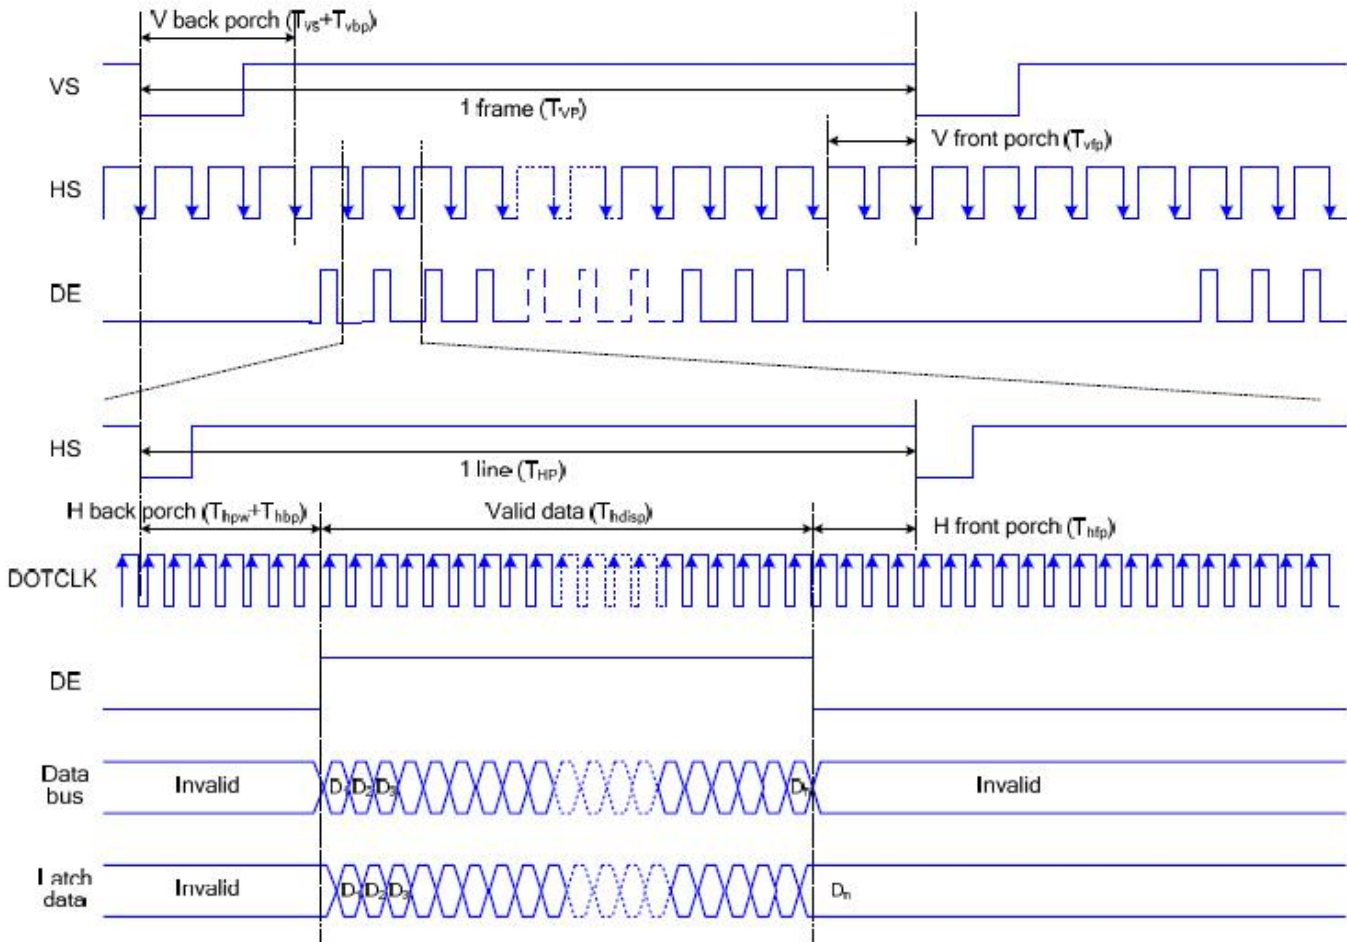 V back porch (Tvs+Tvbp)
VS
1 frame (TVP)
V front porch (Tvfp)
HS
DE
HS
1 line (THP)
H back porch (Thpw+Thbp)
Valid data (Thdisp)
H front porch (Thfp)
DOTCLK
DE
Data
bus
Invalid
D1 D2 D3
Dn
Invalid
Latch
data
Invalid
D1 D2 D3
Dn